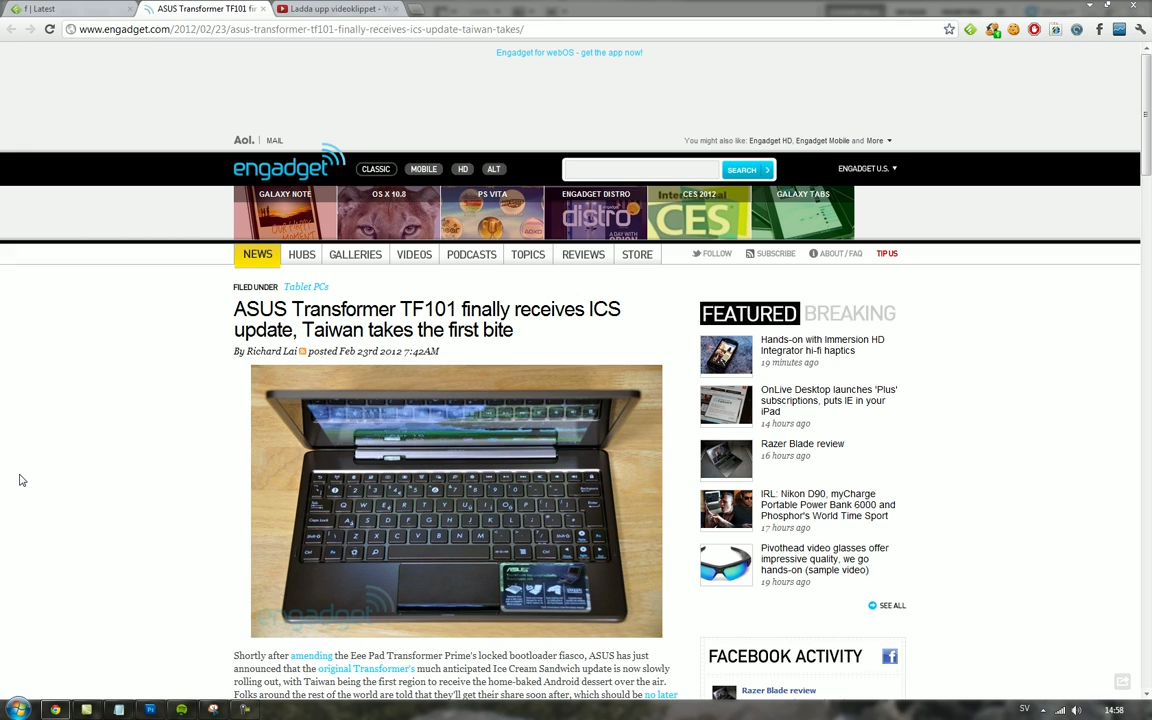 f | Latest
ASUS Transformer TF101 fir
Ladda upp videoklippet - Yo
www.engadget.com/2012/02/23/asus-transformer-tf101-finally-receives-ics-update-taiwan-takes/
Engadget for webOS - get the app now!
Aol. | MAIL
You might also like: Engadget HD, Engadget Mobile and More
engadget
CLASSIC MOBILE HD ALT
SEARCH
ENGADGET U.S.
GALAXY NOTE OS X 10.8 PS VITA ENGADGET DISTRO CES 2012 GALAXY TABS
distro
CES
NEWS HUBS GALLERIES VIDEOS PODCASTS TOPICS REVIEWS STORE
FOLLOW SUBSCRIBE ABOUT / FAQ TIP US
FILED UNDER Tablet PCs
ASUS Transformer TF101 finally receives ICS
update, Taiwan takes the first bite
By Richard Lai posted Feb 23rd 2012 7:42AM
ASUS
engadget
Shortly after amending the Eee Pad Transformer Prime's locked bootloader fiasco, ASUS has just
announced that the original Transformer's much anticipated Ice Cream Sandwich update is now slowly
rolling out, with Taiwan being the first region to receive the home-baked Android dessert over the air.
Folks around the rest of the world are told that they'll get their share soon after, which should be no later
FEATURED BREAKING
Hands-on with Immersion HD
Integrator hi-fi haptics
19 minutes ago
OnLive Desktop launches 'Plus'
subscriptions, puts IE in your
iPad
14 hours ago
Razer Blade review
16 hours ago
IRL: Nikon D90, myCharge
Portable Power Bank 6000 and
Phosphor's World Time Sport
17 hours ago
Pivothead video glasses offer
impressive quality, we go
hands-on (sample video)
19 hours ago
SEE ALL
FACEBOOK ACTIVITY
Razer Blade review
SV
14:58